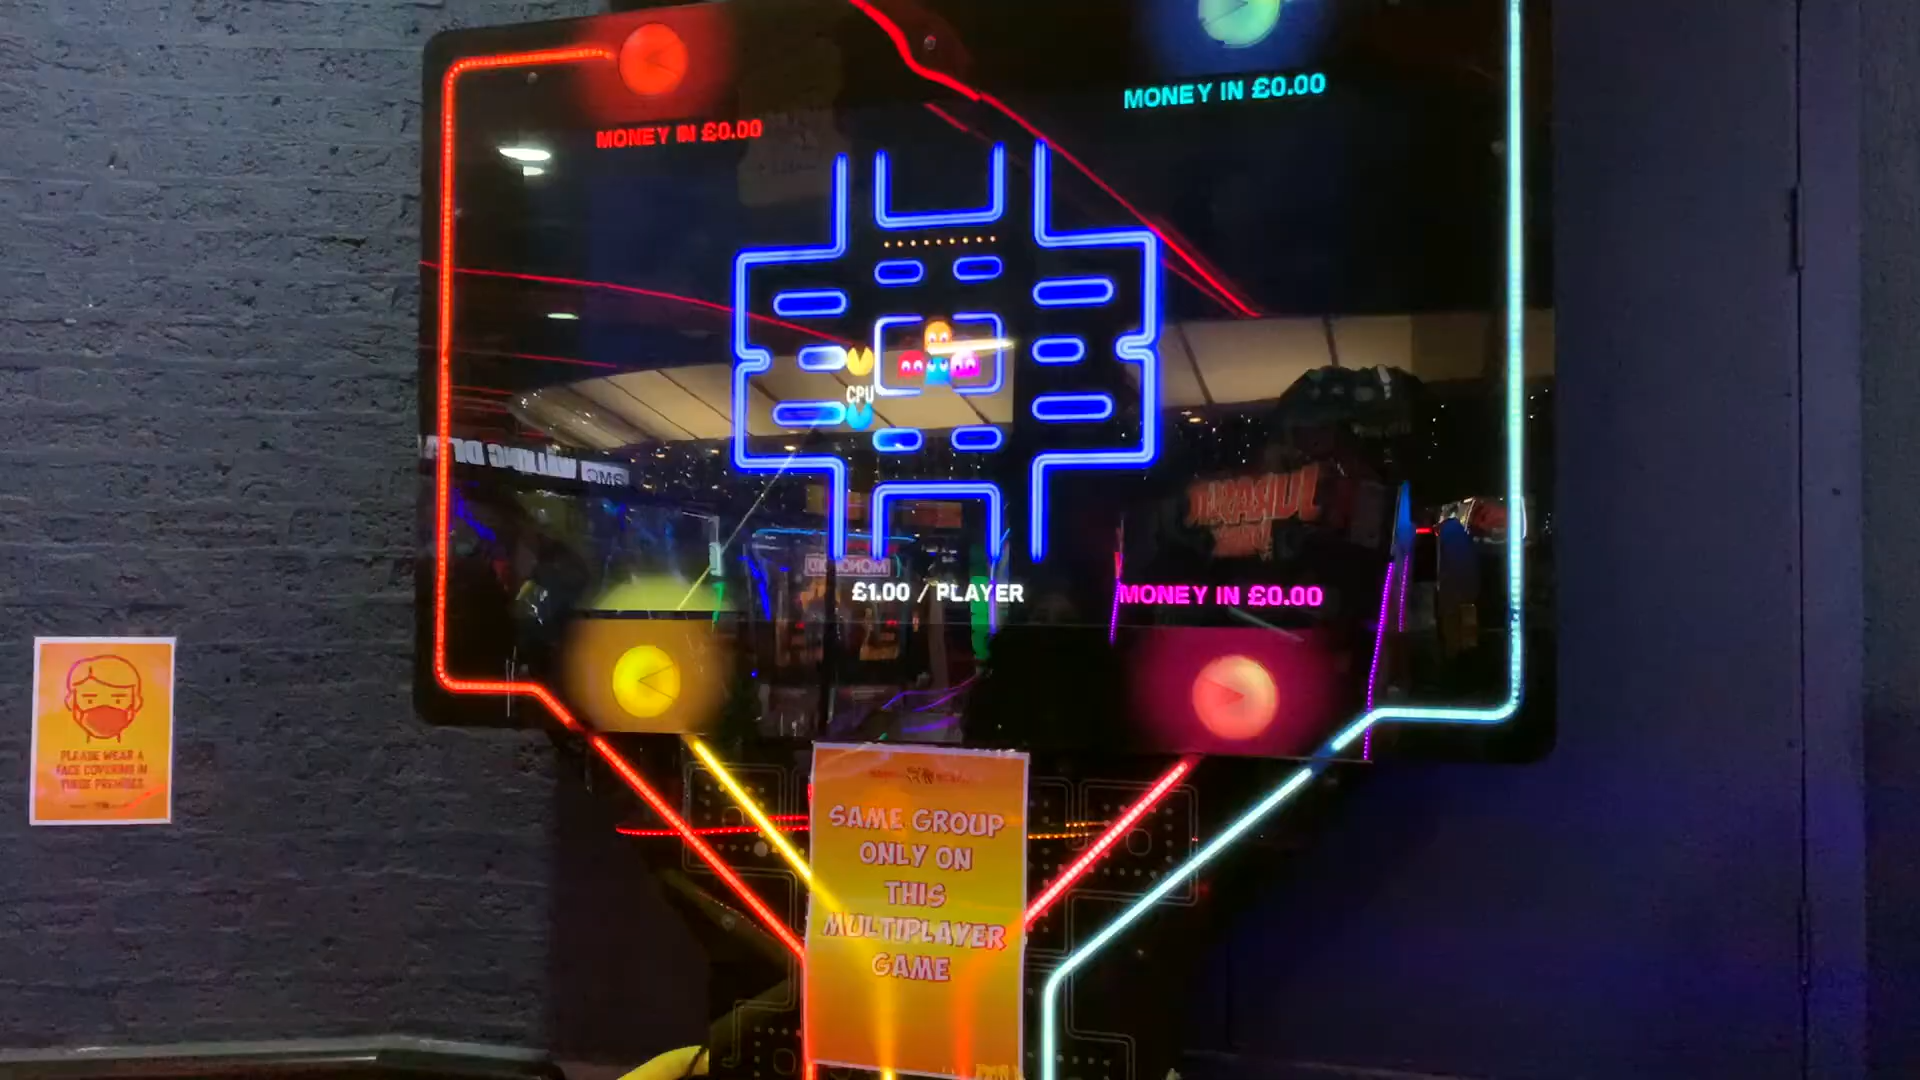 MONEY IN £0.00
MONEY IN £0.00
CPU
£1.00 / PLAYER
MONEY IN £0.00
PLEASE WEAR A
FACE COVERING IN
THESE PREMISES
SAME GROUP
ONLY ON
THIS
MULTIPLAYER
GAME